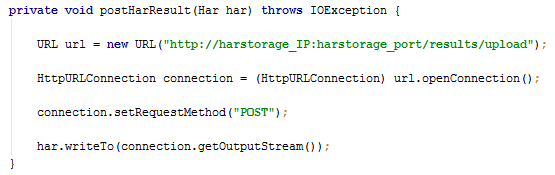 private void postHarResult(Har har) throws IOException {
URL url = new URL("http://harstorage_IP:harstorage_port/results/upload");
HttpURLConnection connection = (HttpURLConnection) url.openConnection();
connection.setRequestMethod("POST");
har.writeTo(connection.getOutputStream());
}